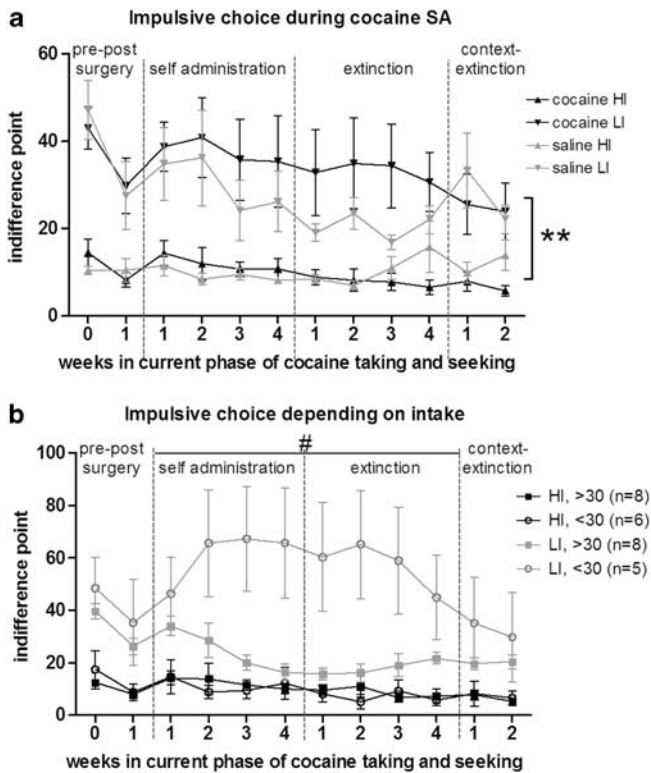 a
Impulsive choice during cocaine SA
pre-post
surgery
self administration
extinction
context-
extinction
60
40
20
0
indifference point
cocaine HI
cocaine LI
saline HI
saline LI
**
0 1 1 2 3 4 1 2 3 4 1 2
weeks in current phase of cocaine taking and seeking
b
Impulsive choice depending on intake
pre-post
surgery
self administration
#
extinction
context-
extinction
100
80
60
40
20
0
indifference point
HI, >30 (n=8)
HI, <30 (n=6)
LI, >30 (n=8)
LI, <30 (n=5)
0 1 1 2 3 4 1 2 3 4 1 2
weeks in current phase of cocaine taking and seeking